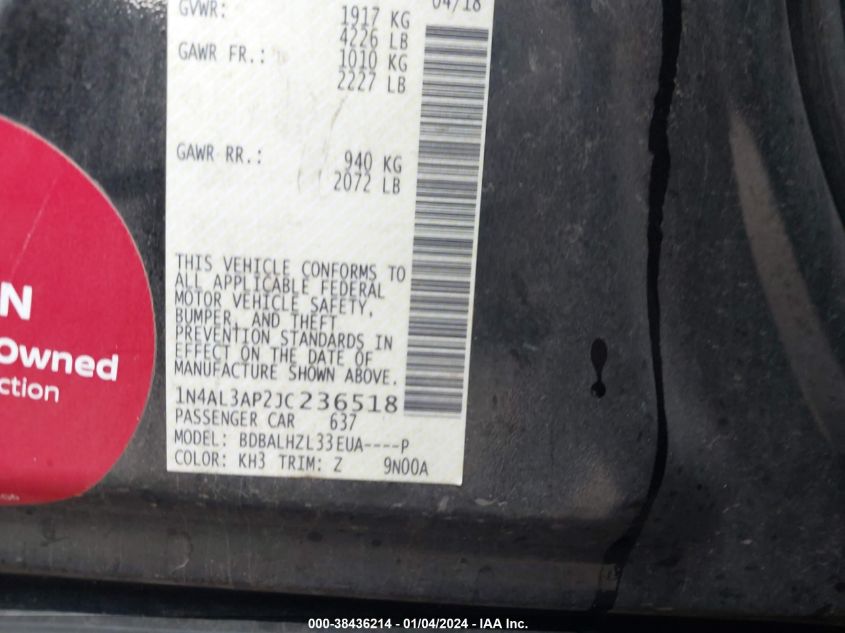 04/18
GVWR: 1917 KG
4226 LB
GAWR FR.: 1010 KG
2227 LB
GAWR RR.: 940 KG
2072 LB
THIS VEHICLE CONFORMS TO
ALL APPLICABLE FEDERAL
MOTOR VEHICLE SAFETY,
BUMPER, AND THEFT
PREVENTION STANDARDS IN
EFFECT ON THE DATE OF
MANUFACTURE SHOWN ABOVE.
1N4AL3AP2JC236518
PASSENGER CAR 637
MODEL: BDBALHZL33EUA----P
COLOR: KH3 TRIM: Z 9N00A
N
Owned
ction
000-38436214 - 01/04/2024 - IAA Inc.